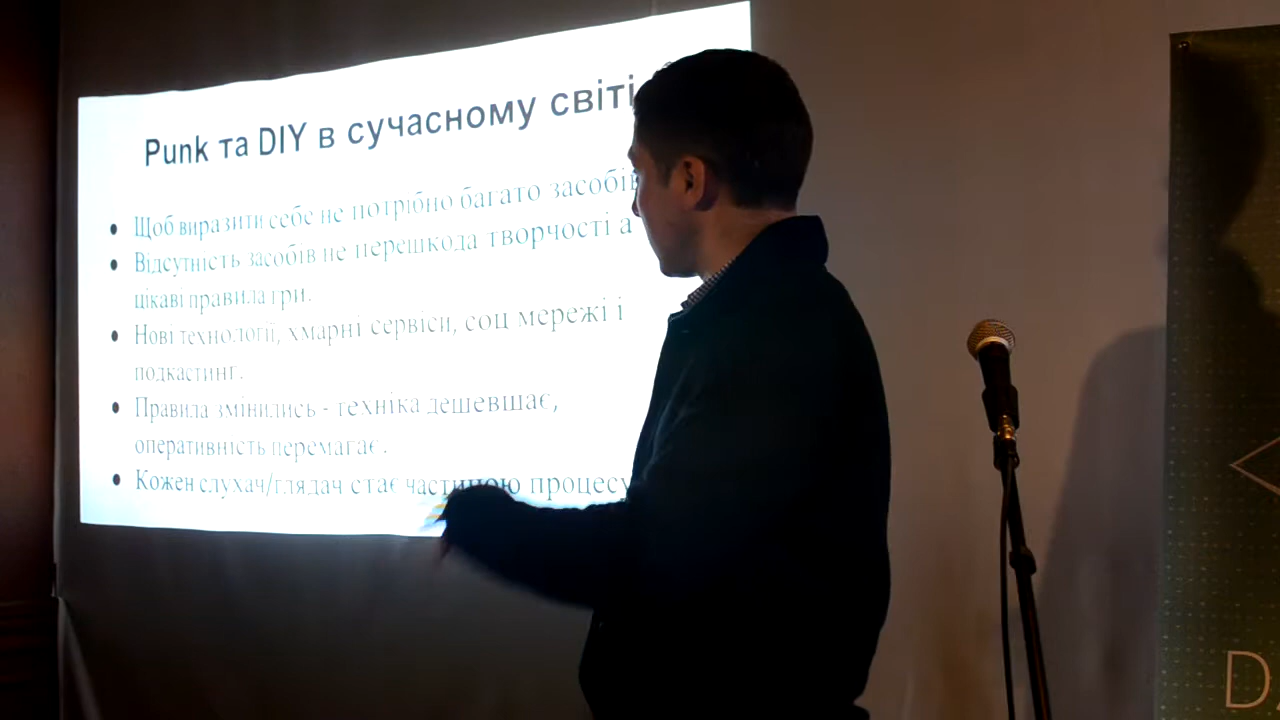 Punk та DIY в сучасному світі
Щоб виразити себе не потрібно багато засобів
Відсутність засобів не перешкода творчості а
цікаві правила гри.
Нові технології, хмарні сервіси, соц мережі і
подкастинг.
Правила змінились - техніка дешевшає,
оперативність перемагає.
Кожен слухач/глядач стає частиною процесу
D